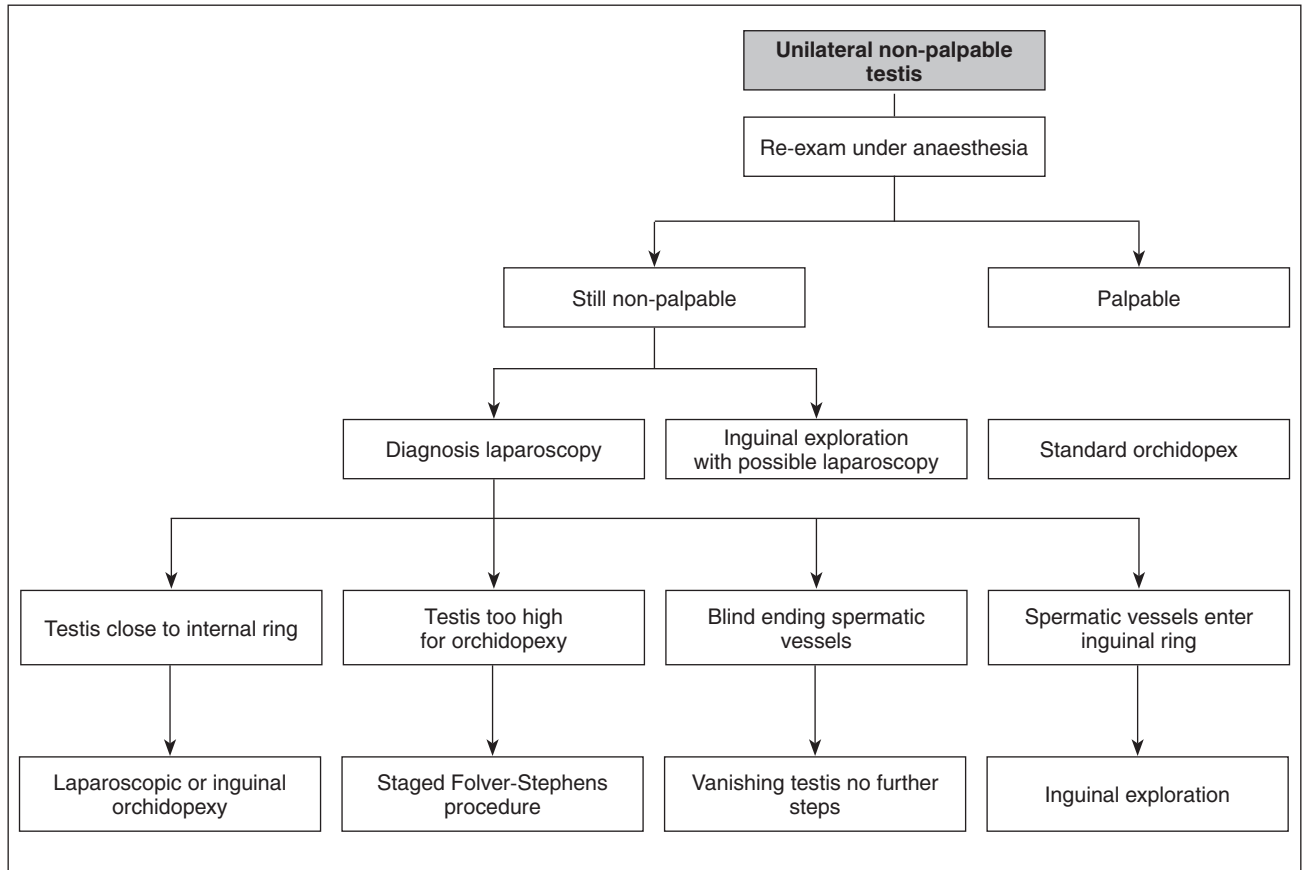 Unilateral non-palpable
testis
Re-exam under anaesthesia
Still non-palpable
Palpable
Diagnosis laparoscopy
Inguinal exploration
with possible laparoscopy
Standard orchidopex
Testis close to internal ring
Testis too high
for orchidopexy
Blind ending spermatic
vessels
Spermatic vessels enter
inguinal ring
Laparoscopic or inguinal
orchidopexy
Staged Folver-Stephens
procedure
Vanishing testis no further
steps
Inguinal exploration